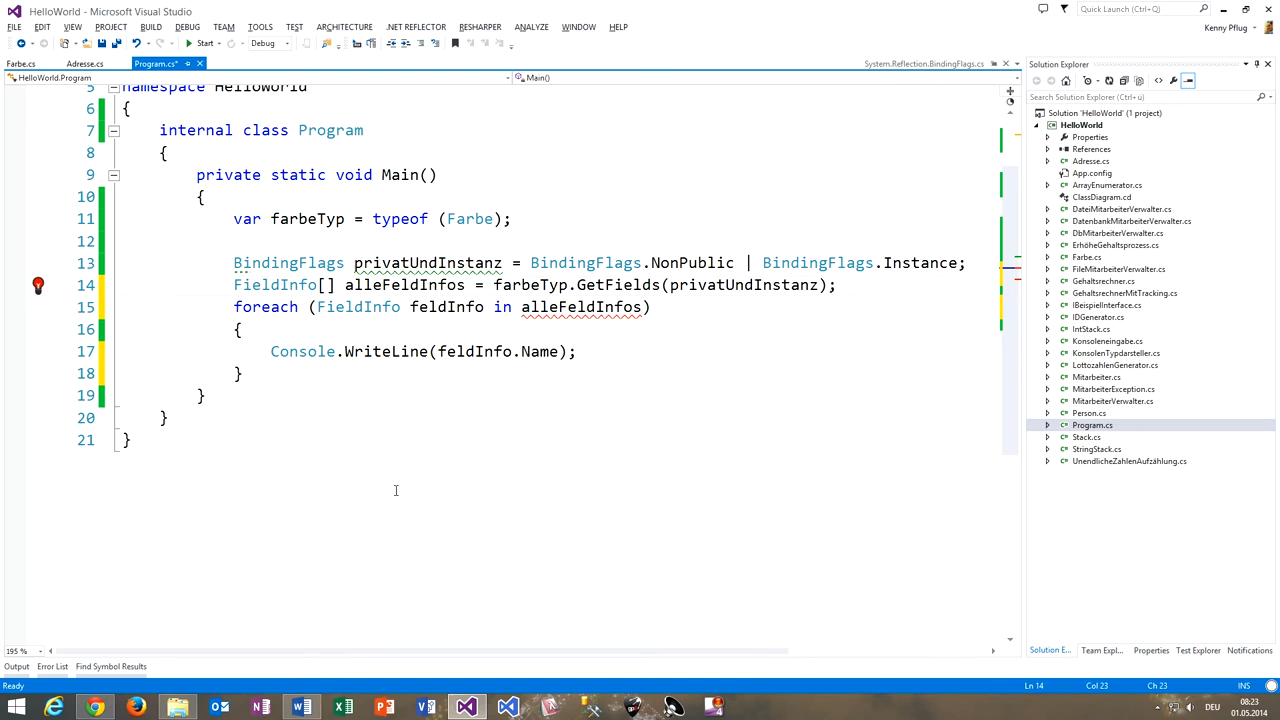 HelloWorld - Microsoft Visual Studio
Quick Launch (Ctrl+Q)
FILE EDIT VIEW PROJECT BUILD DEBUG TEAM TOOLS TEST ARCHITECTURE .NET REFLECTOR RESHARPER ANALYZE WINDOW HELP
Kenny Pflug
Start Debug
Farbe.cs Adresse.cs Program.cs* System.Reflection.BindingFlags.cs
HelloWorld.Program Main()
5 namespace HelloWorld
6 {
7 internal class Program
8 {
9 private static void Main()
10 {
11 var farbeTyp = typeof (Farbe);
12
13 BindingFlags privatUndInstanz = BindingFlags.NonPublic | BindingFlags.Instance;
14 FieldInfo[] alleFeldInfos = farbeTyp.GetFields(privatUndInstanz);
15 foreach (FieldInfo feldInfo in alleFeldInfos)
16 {
17 Console.WriteLine(feldInfo.Name);
18 }
19 }
20 }
21 }
195 %
Solution Explorer
Search Solution Explorer (Ctrl+ü)
Solution 'HelloWorld' (1 project)
HelloWorld
Properties
References
Adresse.cs
App.config
ArrayEnumerator.cs
ClassDiagram.cd
DateiMitarbeiterVerwalter.cs
DatenbankMitarbeiterVerwalter.cs
DbMitarbeiterVerwalter.cs
ErhöheGehaltsprozess.cs
Farbe.cs
FileMitarbeiterVerwalter.cs
Gehaltsrechner.cs
GehaltsrechnerMitTracking.cs
IBeispielInterface.cs
IDGenerator.cs
IntStack.cs
Konsoleneingabe.cs
KonsolenTypdarsteller.cs
LottozahlenGenerator.cs
Mitarbeiter.cs
MitarbeiterException.cs
MitarbeiterVerwalter.cs
Person.cs
Program.cs
Stack.cs
StringStack.cs
UnendlicheZahlenAufzählung.cs
Solution E... Team Expl... Properties Test Explorer Notifications
Output Error List Find Symbol Results
Ready Ln 14 Col 23 Ch 23 INS
DEU 08:23
01.05.2014